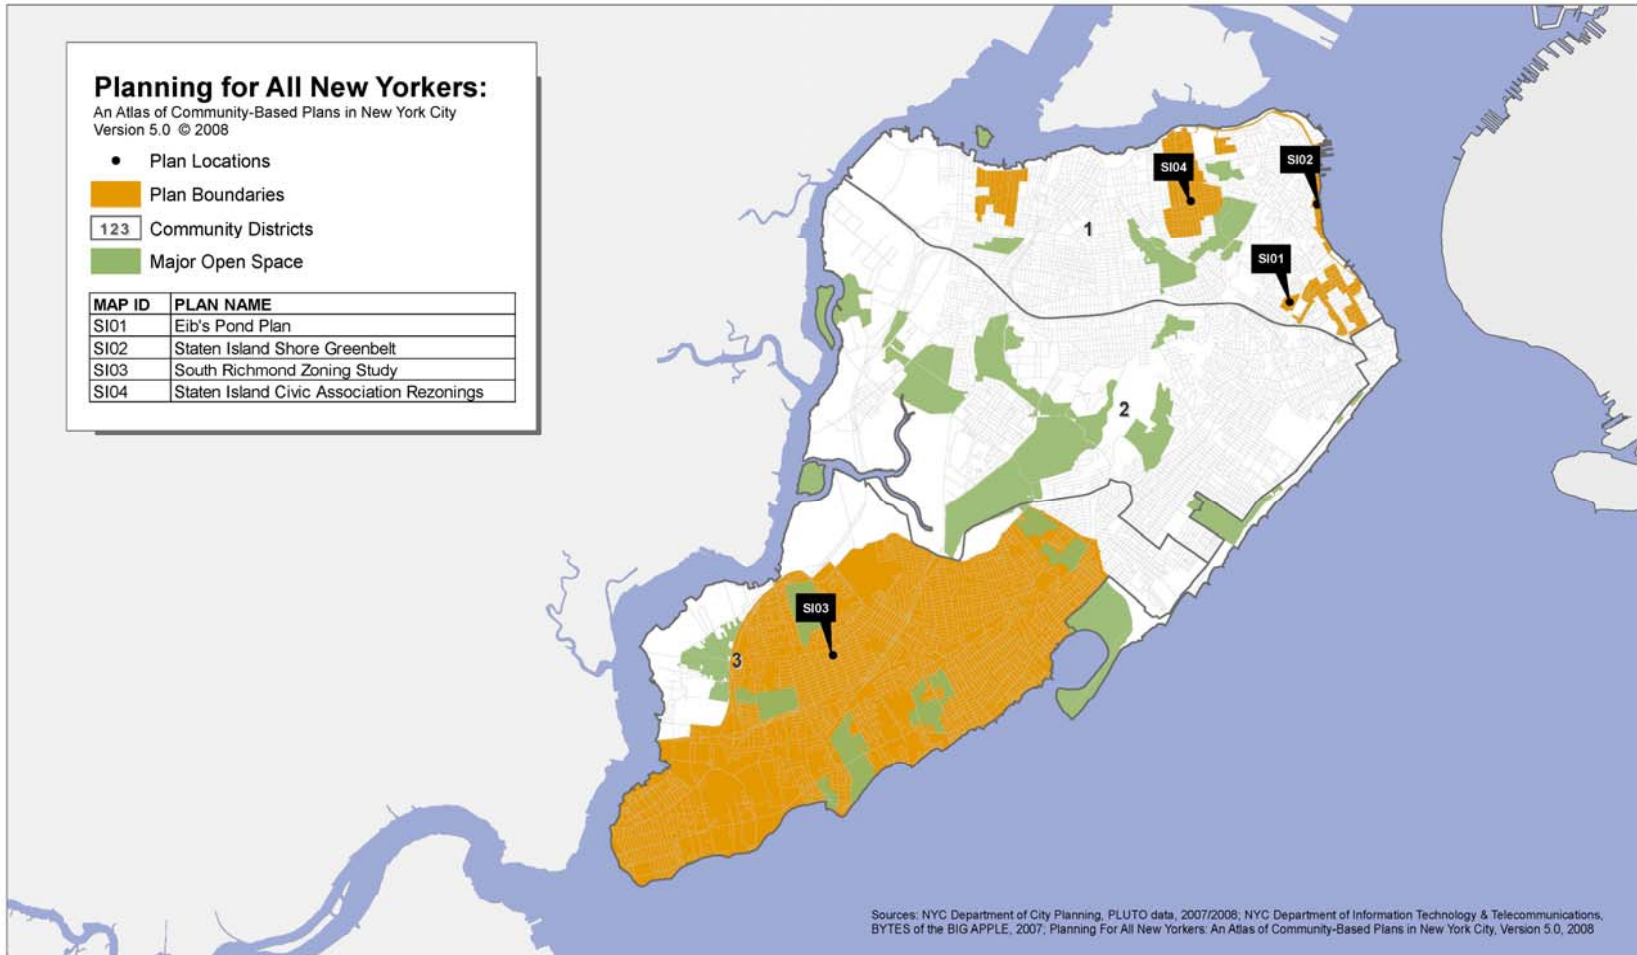 Planning for All New Yorkers:
An Atlas of Community-Based Plans in New York City
Version 5.0 © 2008
Plan Locations
Plan Boundaries
123 Community Districts
Major Open Space
MAP ID PLAN NAME
SI01 Eib's Pond Plan
SI02 Staten Island Shore Greenbelt
SI03 South Richmond Zoning Study
SI04 Staten Island Civic Association Rezonings
SI04
SI02
1
SI01
2
SI03
3
Sources: NYC Department of City Planning, PLUTO data, 2007/2008; NYC Department of Information Technology & Telecommunications,
BYTES of the BIG APPLE, 2007; Planning For All New Yorkers: An Atlas of Community-Based Plans in New York City, Version 5.0, 2008